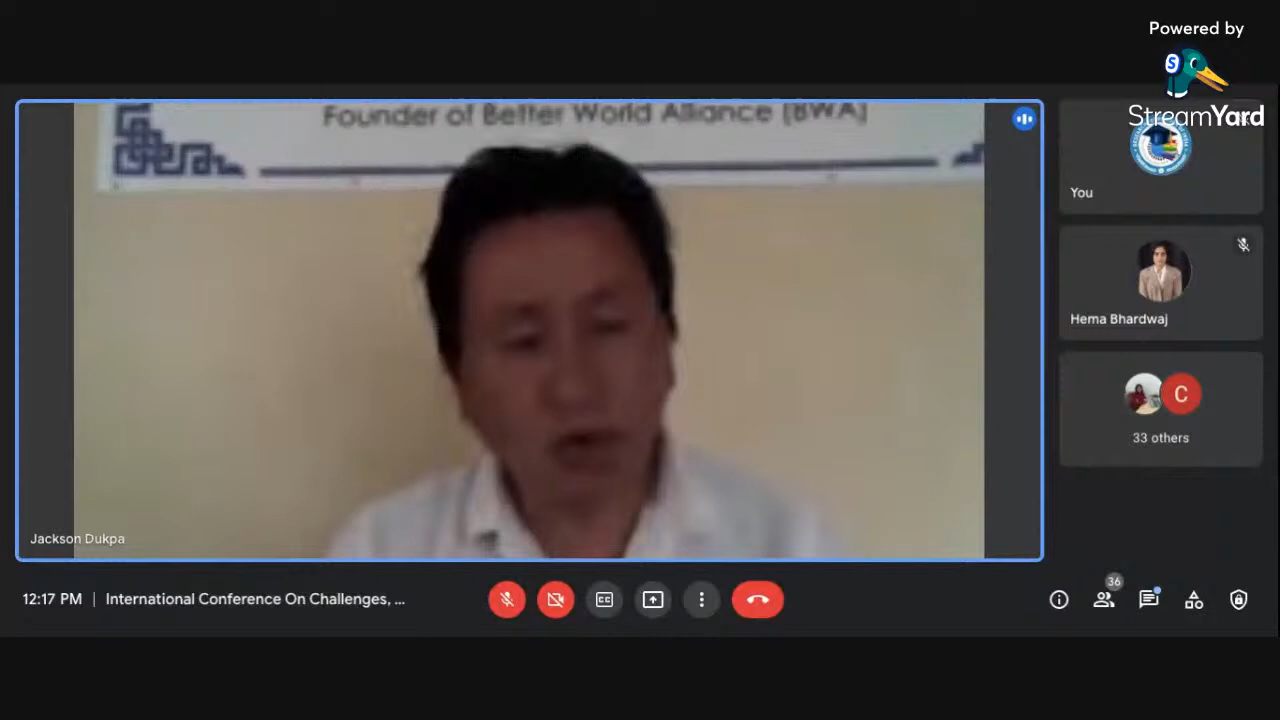 Powered by
StreamYard
Founder of Better World Alliance (BWA)
You
Hema Bhardwaj
C
33 others
Jackson Dukpa
12:17 PM | International Conference On Challenges, ...
CC
36